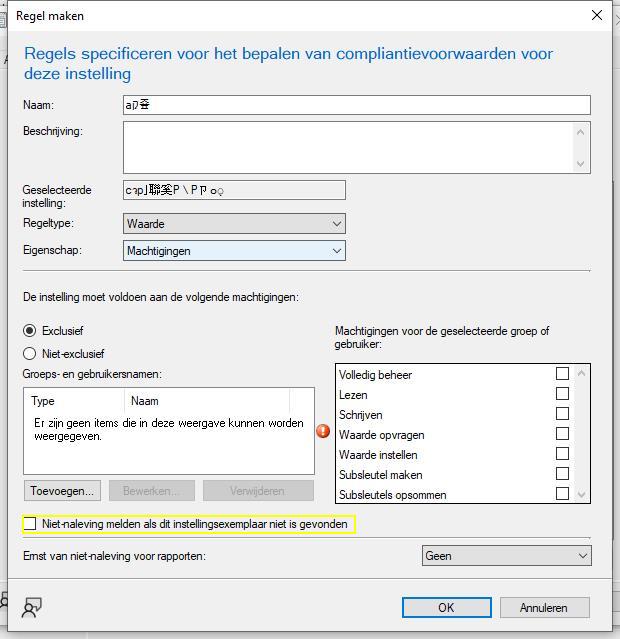 Regel maken
Regels specificeren voor het bepalen van compliantievoorwaarden voor
deze instelling
Naam:
Beschrijving:
Geselecteerde
instelling:
Regeltype:
Waarde
Eigenschap:
Machtigingen
De instelling moet voldoen aan de volgende machtigingen:
Exclusief
Niet-exclusief
Groeps- en gebruikersnamen:
Type Naam
Er zijn geen items die in deze weergave kunnen worden
weergegeven.
Toevoegen... Bewerken... Verwijderen
Machtigingen voor de geselecteerde groep of
gebruiker:
Volledig beheer
Lezen
Schrijven
Waarde opvragen
Waarde instellen
Subsleutel maken
Subsleutels opsommen
Niet-naleving melden als dit instellingsexemplaar niet is gevonden
Ernst van niet-naleving voor rapporten:
Geen
OK Annuleren